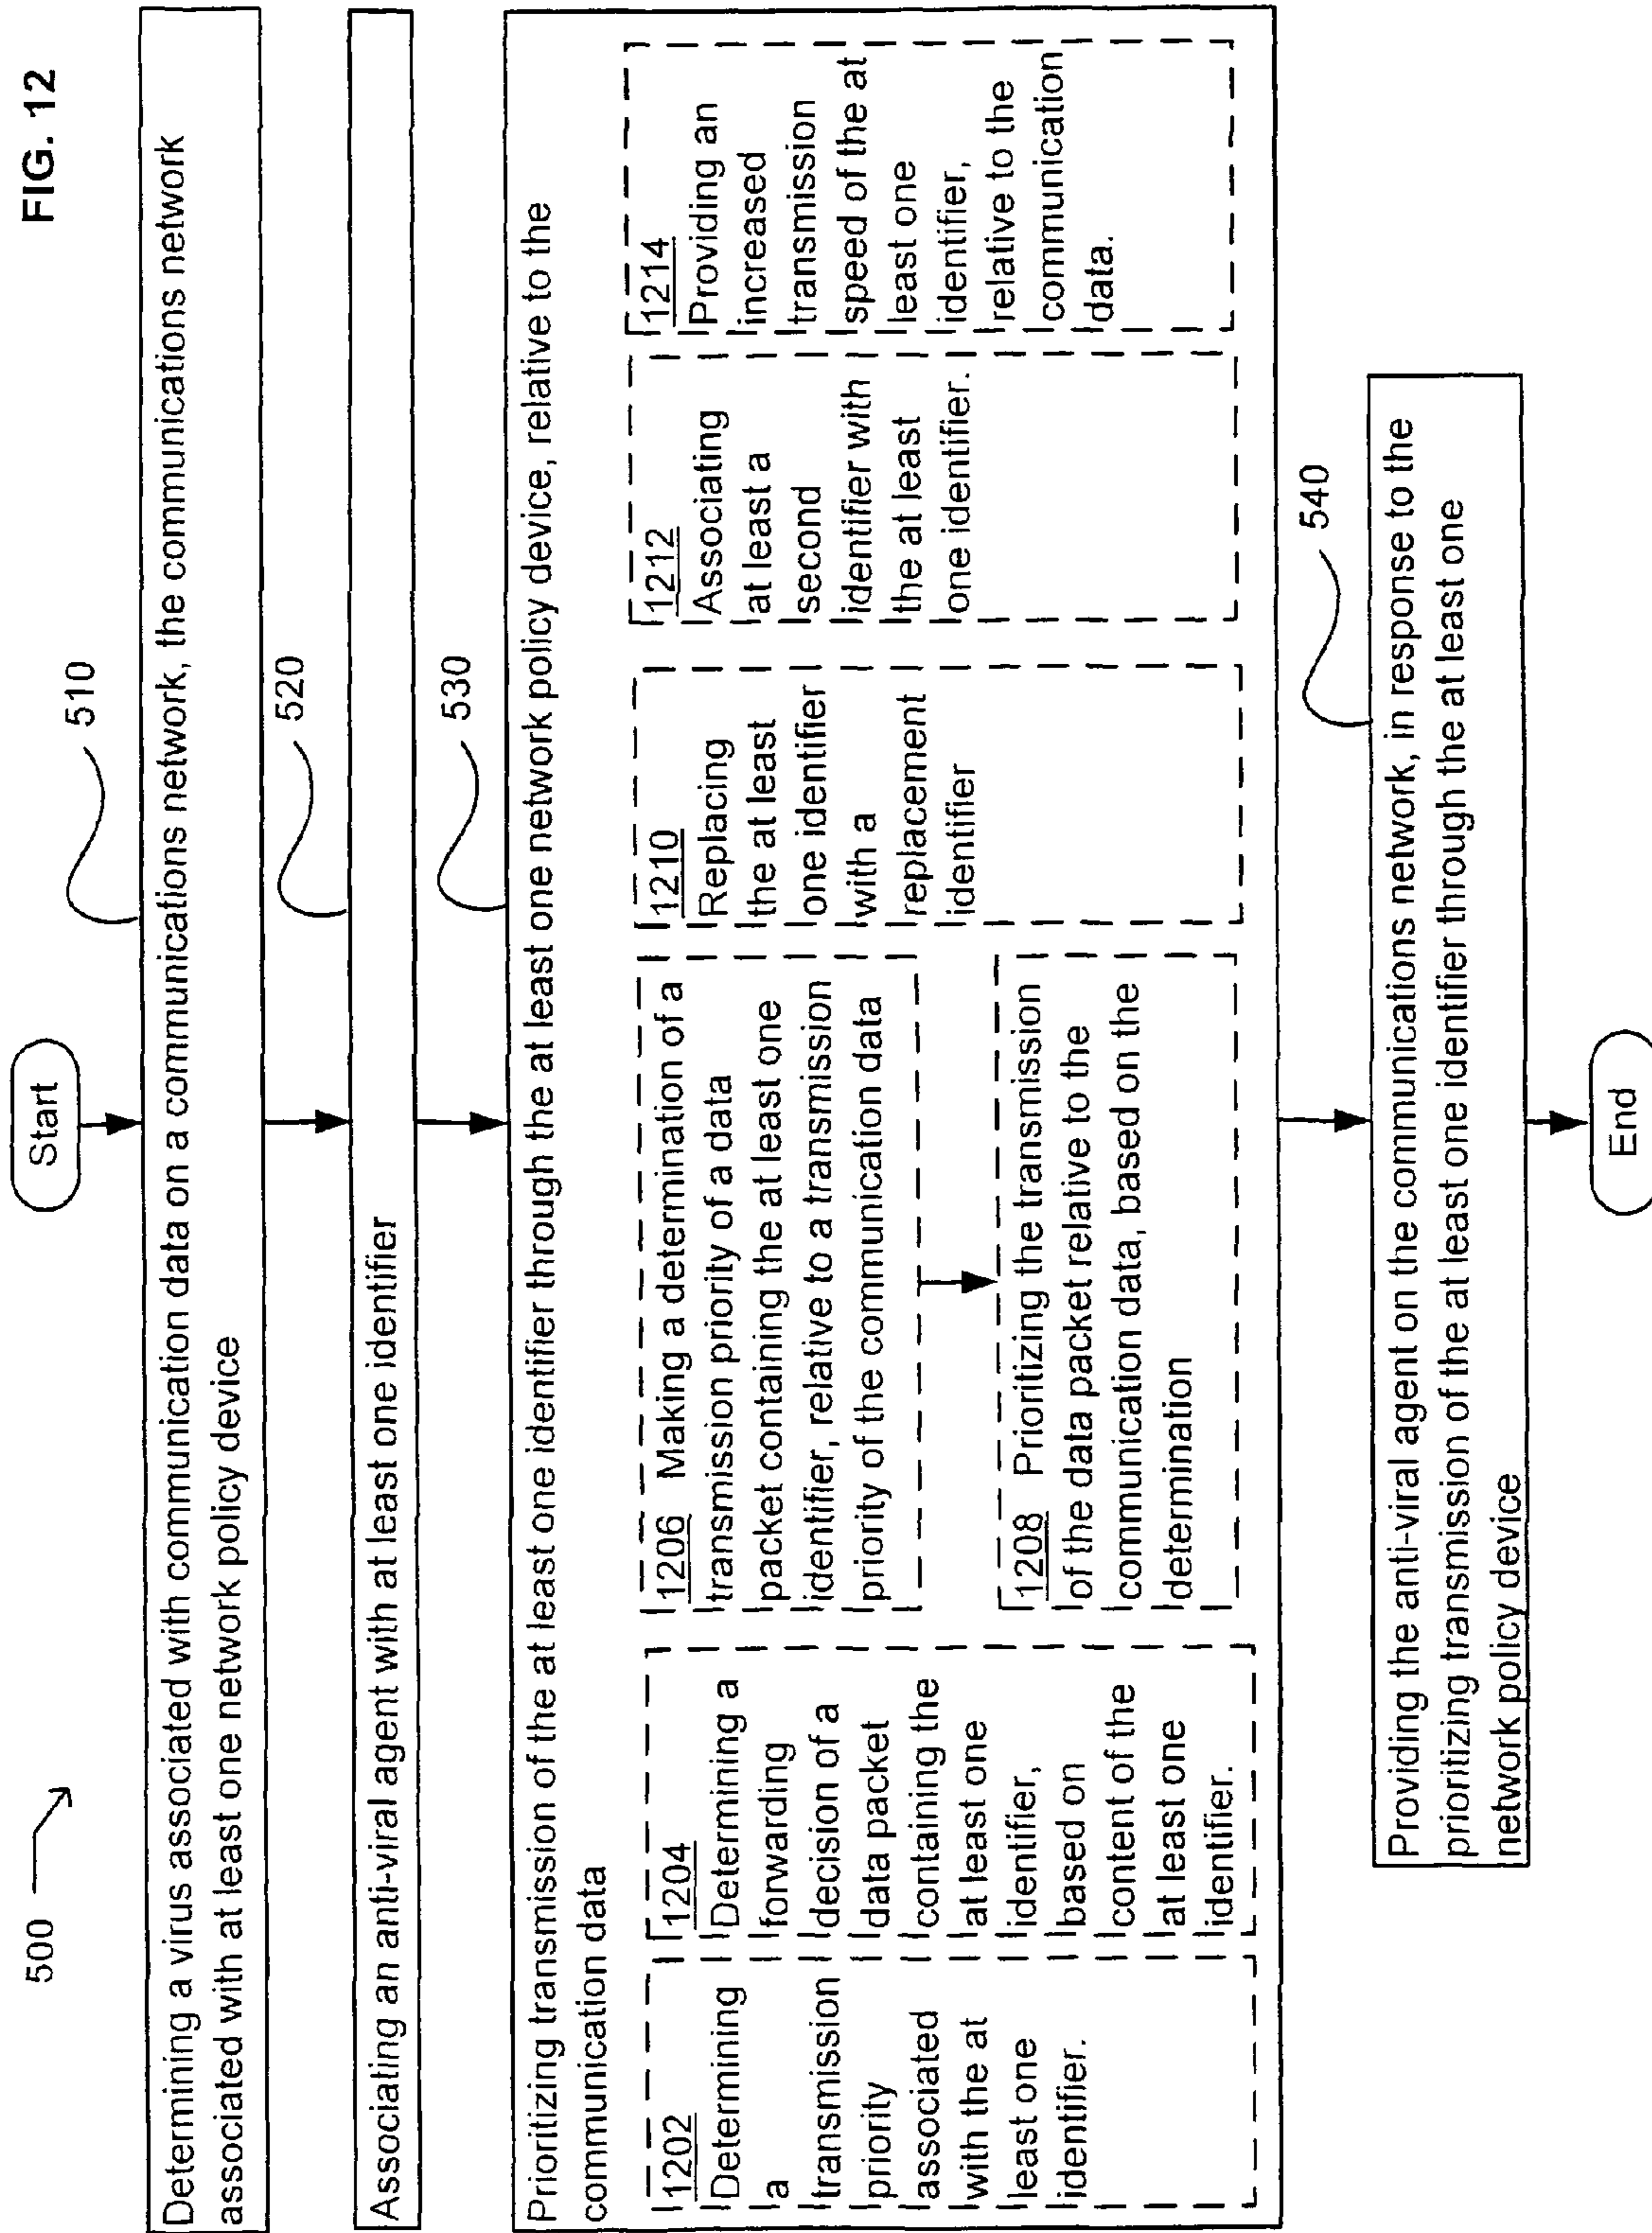 FIG. 12
500
Start
510
Determining a virus associated with communication data on a communications network, the communications network
associated with at least one network policy device
520
Associating an anti-viral agent with at least one identifier
530
Prioritizing transmission of the at least one identifier through the at least one network policy device, relative to the
communication data
1202
Determining
a
transmission
priority
associated
with the at
least one
identifier.
1204
Determining a
forwarding
decision of a
data packet
containing the
at least one
identifier,
based on
content of the
at least one
identifier.
1206 Making a determination of a
transmission priority of a data
packet containing the at least one
identifier, relative to a transmission
priority of the communication data
1208 Prioritizing the transmission
of the data packet relative to the
communication data, based on the
determination
1210
Replacing
the at least
one identifier
with a
replacement
identifier
1212
Associating
at least a
second
identifier with
the at least
one identifier.
1214
Providing an
increased
transmission
speed of the at
least one
identifier,
relative to the
communication
data.
540
Providing the anti-viral agent on the communications network, in response to the
prioritizing transmission of the at least one identifier through the at least one
network policy device
End